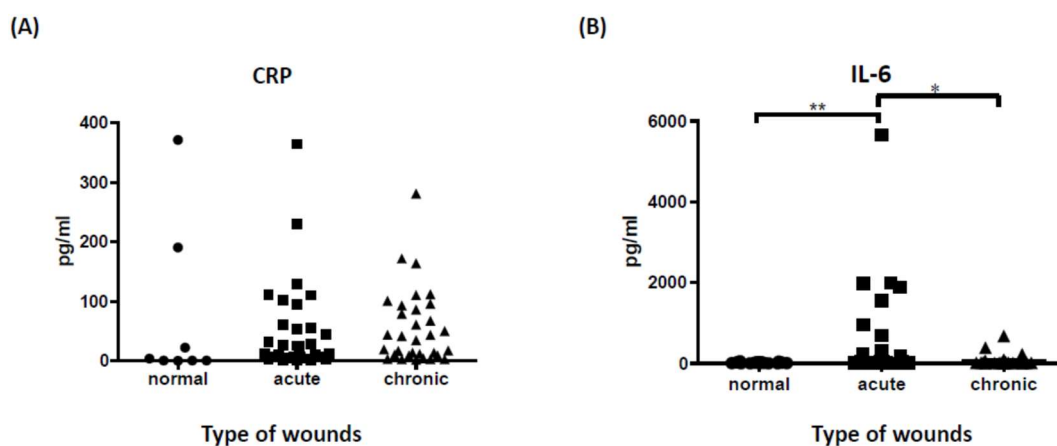 (A)
CRP
pg/ml
400
300
200
100
0
normal acute chronic
Type of wounds
(B)
IL-6
** *
pg/ml
6000
4000
2000
0
normal acute chronic
Type of wounds